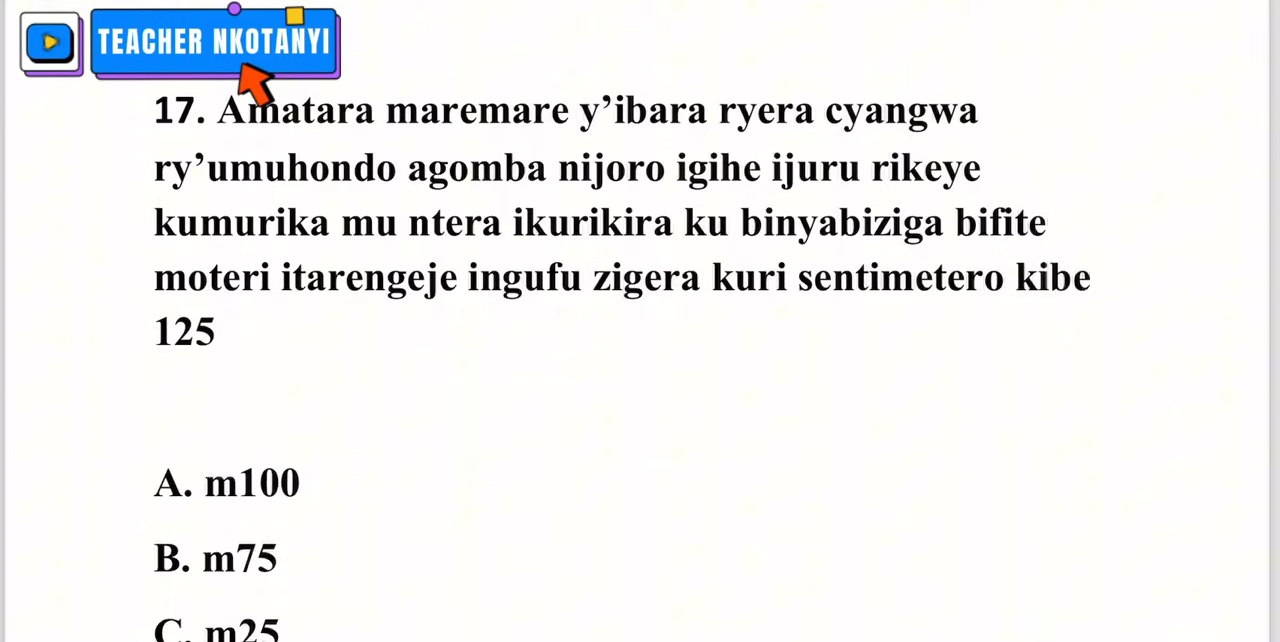 TEACHER NKOTANYI
17. Amatara maremare y’ibara ryera cyangwa
ry’umuhondo agomba nijoro igihe ijuru rikeye
kumurika mu ntera ikurikira ku binyabiziga bifite
moteri itarengeje ingufu zigera kuri sentimetero kibe
125
A. m100
B. m75
C. m25